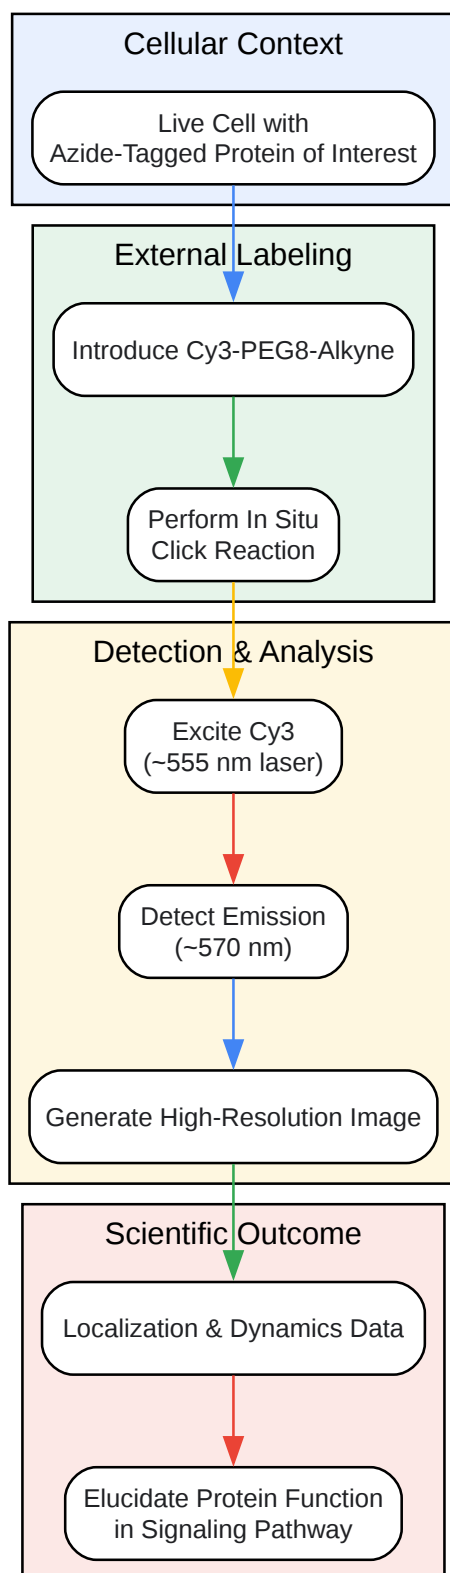 Cellular Context
Live Cell with
Azide-Tagged Protein of Interest
External Labeling
Introduce Cy3-PEG8-Alkyne
Perform In Situ
Click Reaction
Detection & Analysis
Excite Cy3
(~555 nm laser)
Detect Emission
(~570 nm)
Generate High-Resolution Image
Scientific Outcome
Localization & Dynamics Data
Elucidate Protein Function
in Signaling Pathway